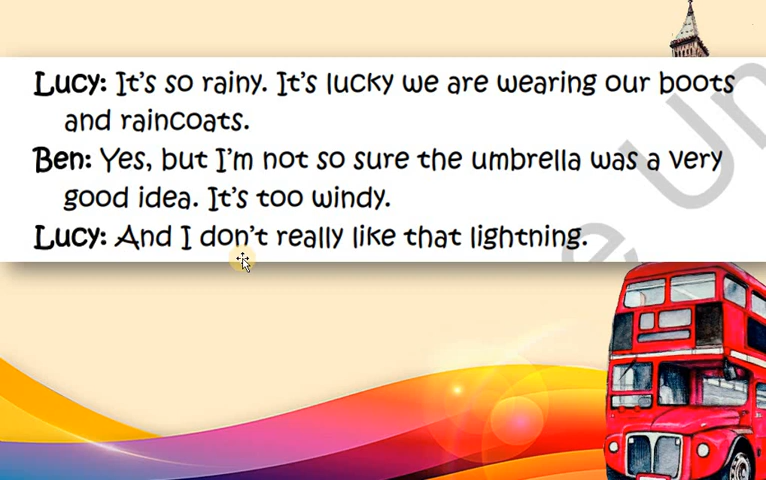 Lucy: It's so rainy. It's lucky we are wearing our boots
and raincoats.
Ben: Yes, but I'm not so sure the umbrella was a very
good idea. It's too windy.
Lucy: And I don't really like that lightning.